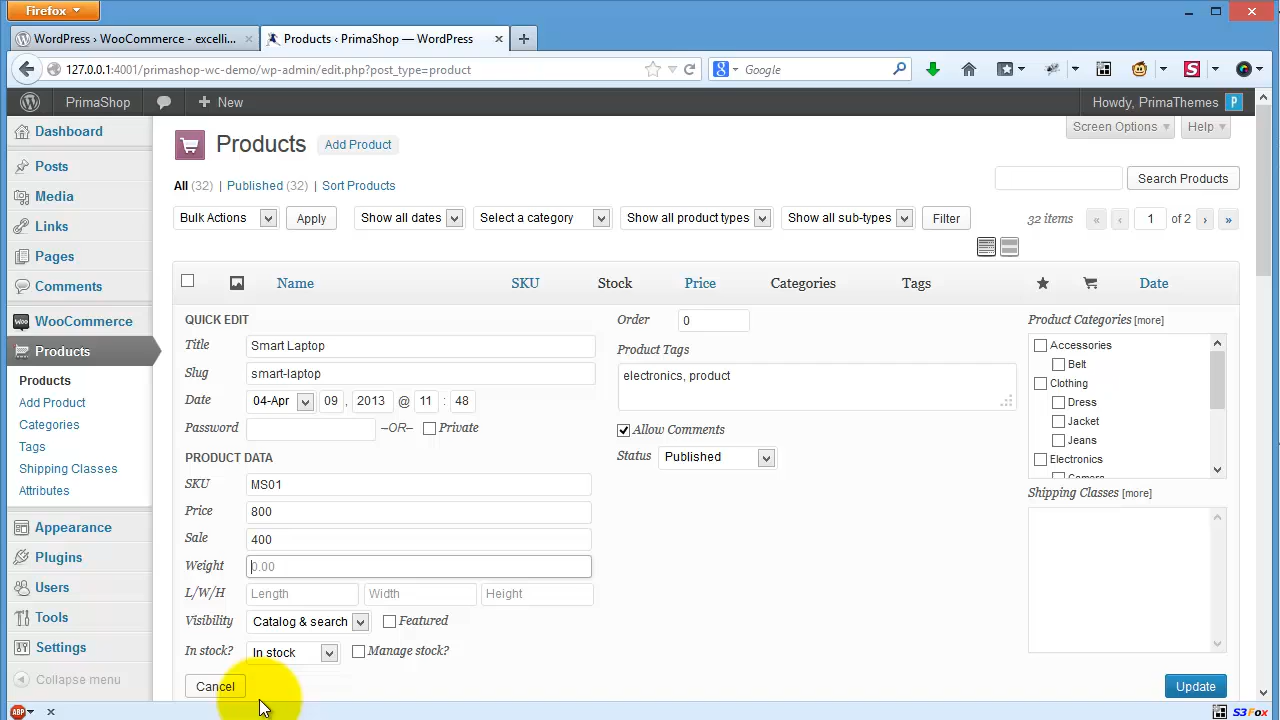 Firefox
WordPress › WooCommerce - excelli...
Products ‹ PrimaShop — WordPress
127.0.0.1:4001/primashop-wc-demo/wp-admin/edit.php?post_type=product
Google
PrimaShop
New
Howdy, PrimaThemes
Dashboard
Posts
Media
Links
Pages
Comments
WooCommerce
Products
Products
Add Product
Categories
Tags
Shipping Classes
Attributes
Appearance
Plugins
Users
Tools
Settings
Collapse menu
Screen Options
Help
Products
Add Product
All (32) | Published (32) | Sort Products
Search Products
Bulk Actions
Apply
Show all dates
Select a category
Show all product types
Show all sub-types
Filter
32 items « ‹ 1 of 2 › »
Name SKU Stock Price Categories Tags Date
QUICK EDIT
Title Smart Laptop
Slug smart-laptop
Date 04-Apr 09 , 2013 @ 11 : 48
Password –OR– Private
PRODUCT DATA
SKU MS01
Price 800
Sale 400
Weight 0.00
L/W/H Length Width Height
Visibility Catalog & search Featured
In stock? In stock Manage stock?
Cancel
Order 0
Product Tags
electronics, product
Allow Comments
Status Published
Product Categories [more]
Accessories
Belt
Clothing
Dress
Jacket
Jeans
Electronics
Camera
Shipping Classes [more]
Update
ABP
S3Fox